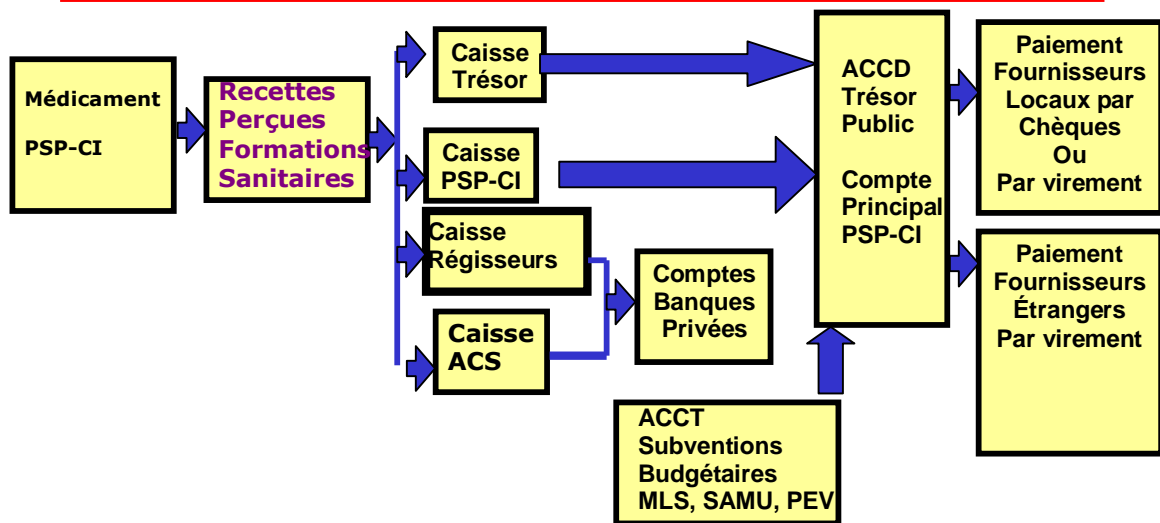 Médicament
PSP-CI
Recettes
Perçues
Formations
Sanitaires
Caisse
Trésor
Caisse
PSP-CI
Caisse
Régisseurs
Caisse
ACS
Comptes
Banques
Privées
ACCD
Trésor
Public
Compte
Principal
PSP-CI
ACCT
Subventions
Budgétaires
MLS, SAMU, PEV
Paiement
Fournisseurs
Locaux par
Chèques
Ou
Par virement
Paiement
Fournisseurs
Étrangers
Par virement